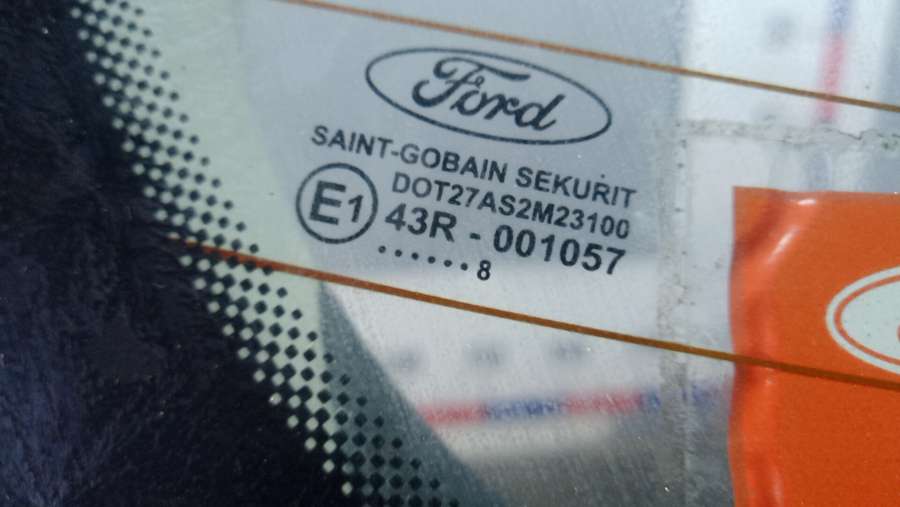 Ford
SAINT-GOBAIN SEKURIT
DOT27AS2M23100
E1
43R - 001057
......8